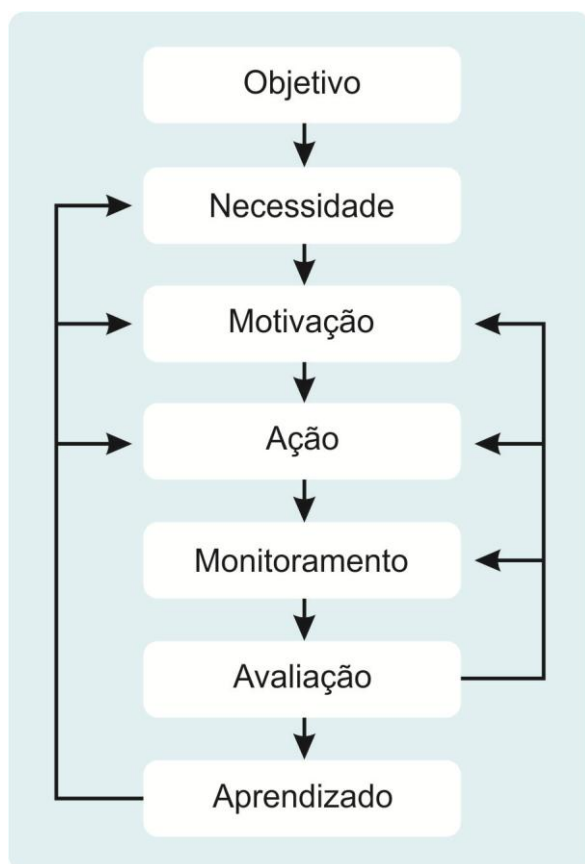 Objetivo
Necessidade
Motivação
Ação
Monitoramento
Avaliação
Aprendizado